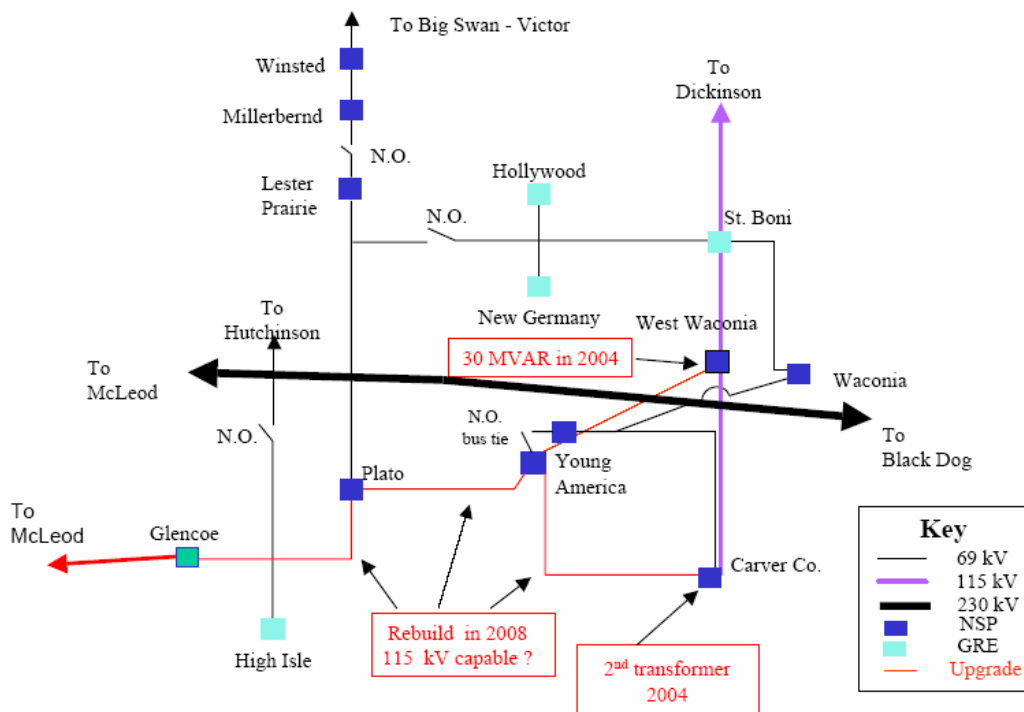 To Big Swan - Victor
Winsted
Millerbernd
N.O.
Lester
Prairie
To
Dickinson
Hollywood
N.O.
St. Boni
New Germany
To
Hutchinson
West Waconia
30 MVAR in 2004
To
McLeod
Waconia
N.O.
bus tie
N.O.
Young
America
To
Black Dog
Plato
To
McLeod
Glencoe
Carver Co.
High Isle
Rebuild in 2008
115 kV capable ?
2nd transformer
2004
Key
69 kV
115 kV
230 kV
NSP
GRE
Upgrade